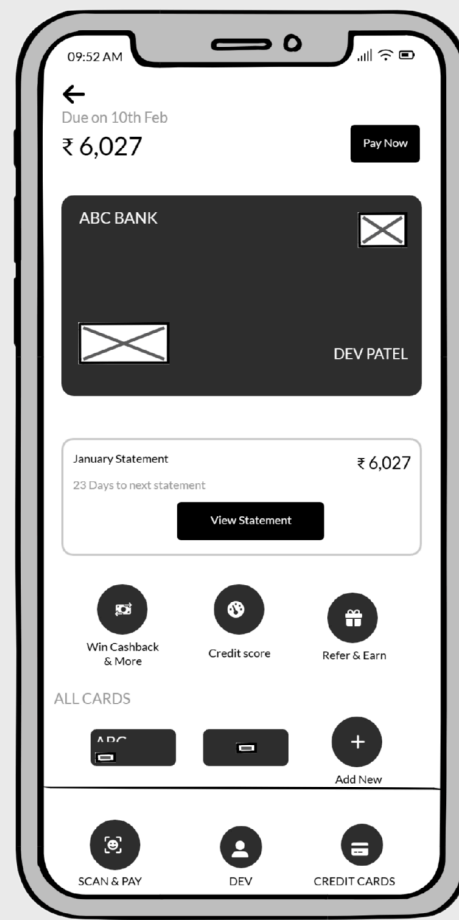 09:52 AM
Due on 10th Feb
₹ 6,027
Pay Now
ABC BANK
DEV PATEL
January Statement
₹ 6,027
23 Days to next statement
View Statement
Win Cashback
& More
Credit score
Refer & Earn
ALL CARDS
ABC
Add New
SCAN & PAY
DEV
CREDIT CARDS